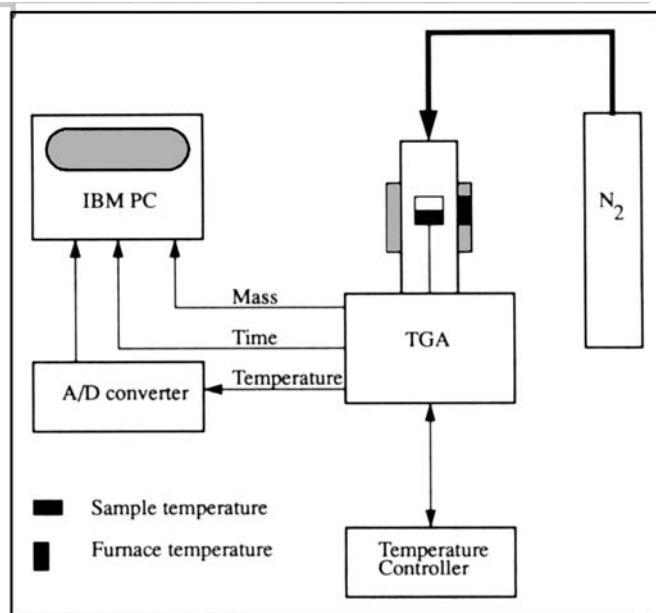 IBM PC
N2
Mass
Time
TGA
Temperature
A/D converter
Sample temperature
Furnace temperature
Temperature
Controller